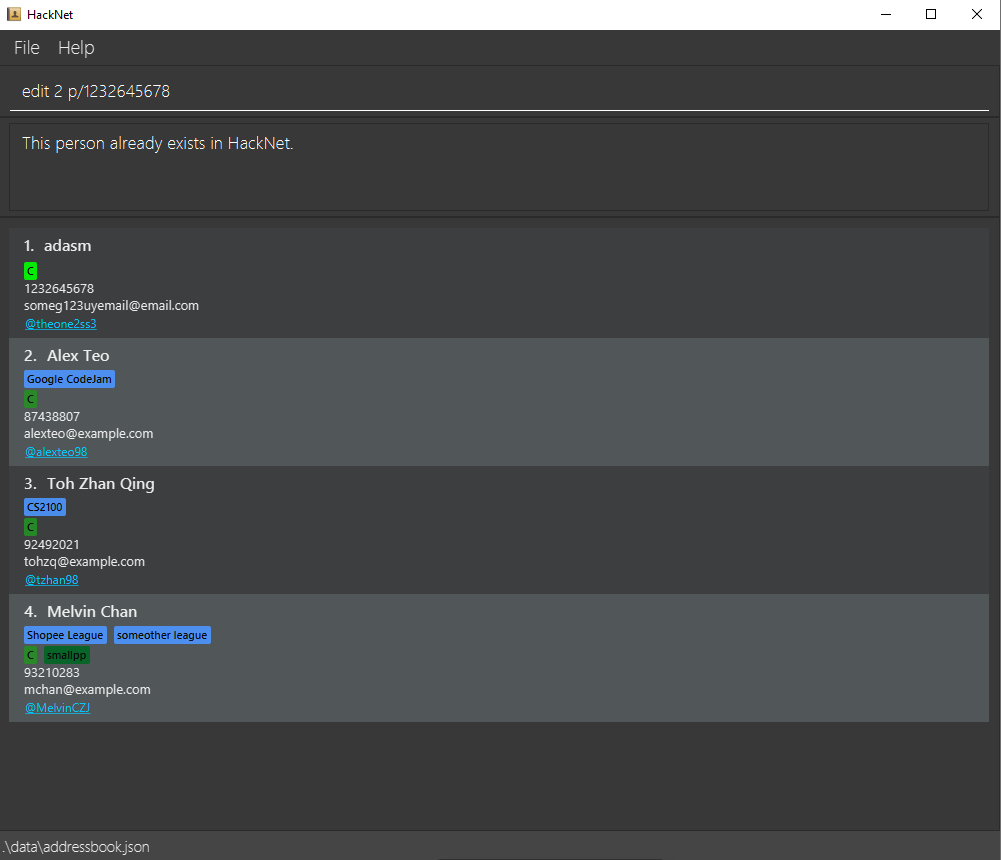 HackNet
File Help
edit 2 p/1232645678
This person already exists in HackNet.
1. adasm
C
1232645678
someg123uyemail@email.com
@theone2ss3
2. Alex Teo
Google CodeJam
C
87438807
alexteo@example.com
@alexteo98
3. Toh Zhan Qing
CS2100
C
92492021
tohzq@example.com
@tzhan98
4. Melvin Chan
Shopee League someother league
C smallpp
93210283
mchan@example.com
@MelvinCZJ
.\data\addressbook.json